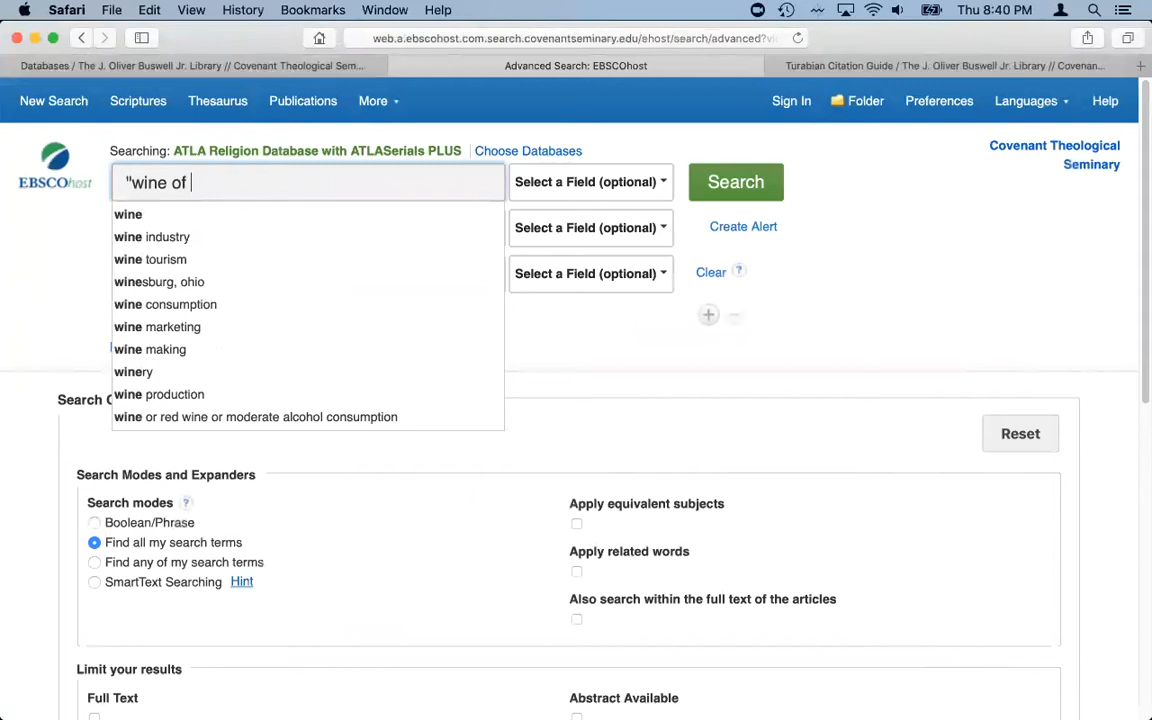 Safari File Edit View History Bookmarks Window Help Thu 8:40 PM
web.a.ebscohost.com.search.covenantseminary.edu/ehost/search/advanced?vi
Databases / The J. Oliver Buswell Jr. Library // Covenant Theological Sem... Advanced Search: EBSCOhost Turabian Citation Guide / The J. Oliver Buswell Jr. Library // Covenan...
New Search Scriptures Thesaurus Publications More Sign In Folder Preferences Languages Help
Searching: ATLA Religion Database with ATLASerials PLUS Choose Databases
Covenant Theological
Seminary
EBSCOhost
"wine of Select a Field (optional) Search
wine
Select a Field (optional) Create Alert
wine industry
wine tourism
Select a Field (optional) Clear ?
winesburg, ohio
wine consumption
wine marketing
wine making
winery
wine production
Search
wine or red wine or moderate alcohol consumption
Reset
Search Modes and Expanders
Search modes ?
Boolean/Phrase
Find all my search terms
Find any of my search terms
SmartText Searching Hint
Apply equivalent subjects
Apply related words
Also search within the full text of the articles
Limit your results
Full Text
Abstract Available